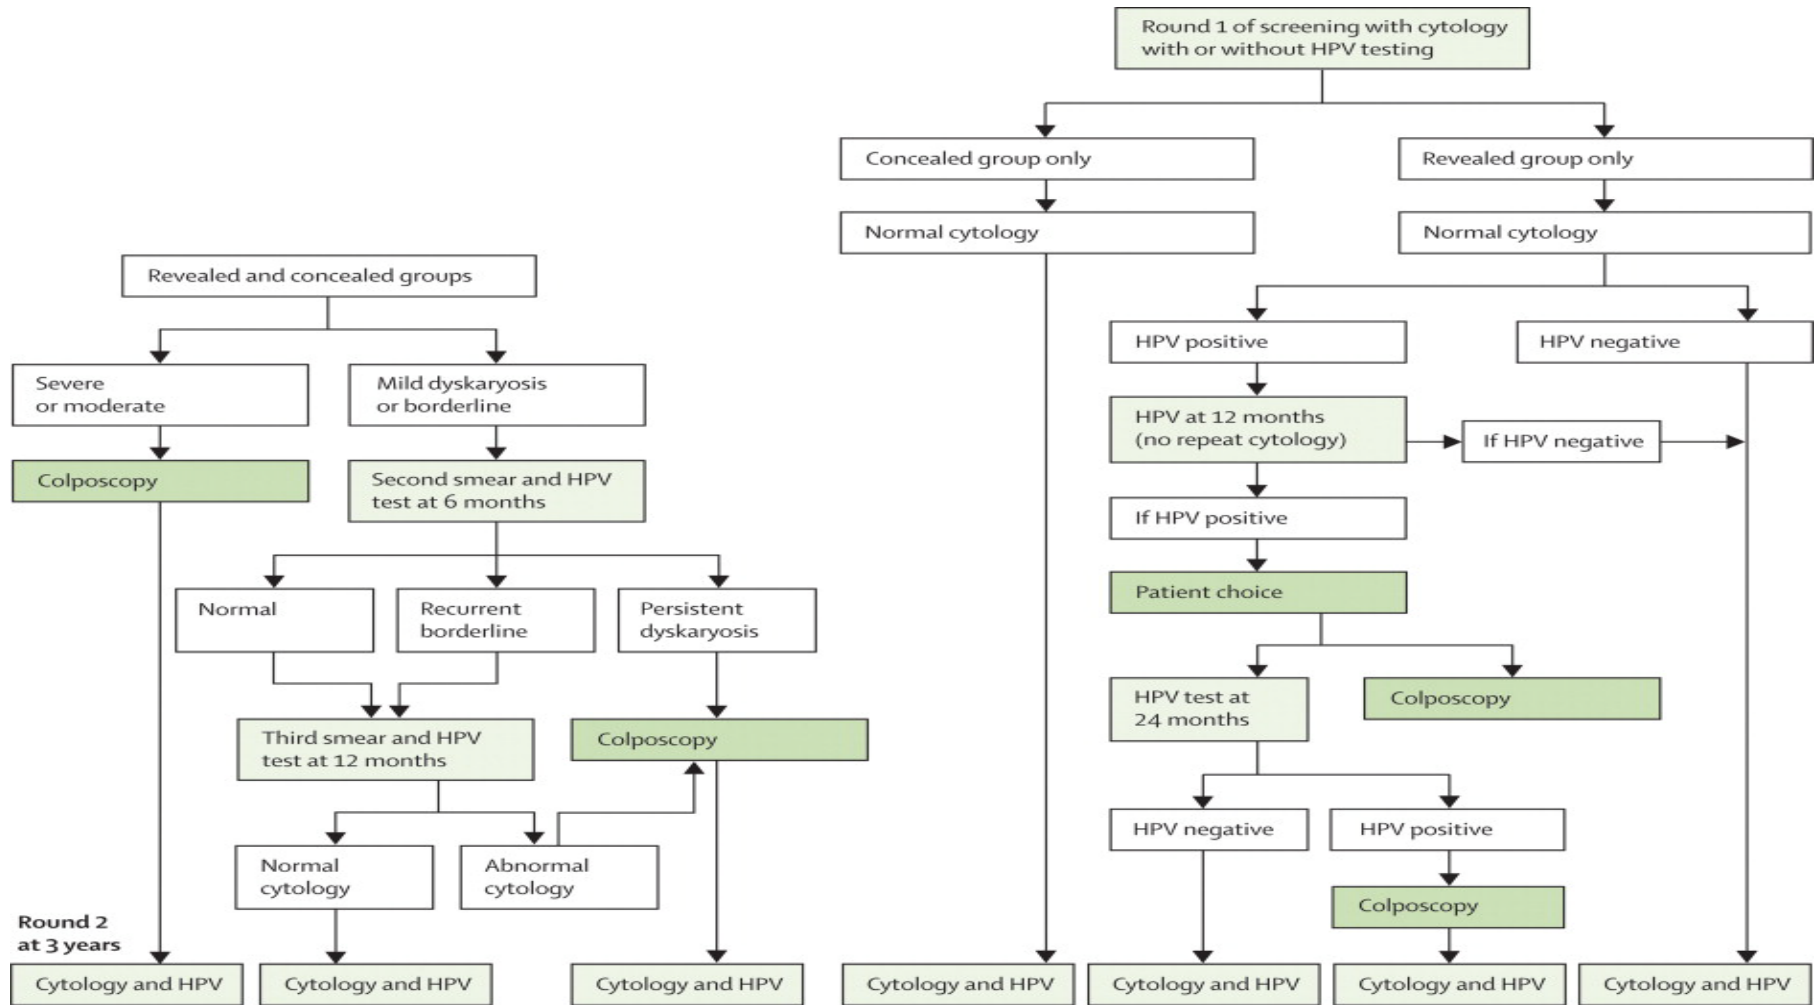 Round 1 of screening with cytology
with or without HPV testing
Concealed group only
Revealed group only
Normal cytology
Normal cytology
Revealed and concealed groups
HPV positive
HPV negative
Severe
or moderate
Mild dyskaryosis
or borderline
HPV at 12 months
(no repeat cytology)
If HPV negative
Colposcopy
Second smear and HPV
test at 6 months
If HPV positive
Patient choice
Normal
Recurrent
borderline
Persistent
dyskaryosis
HPV test at
24 months
Colposcopy
Third smear and HPV
test at 12 months
Colposcopy
HPV negative
HPV positive
Normal
cytology
Abnormal
cytology
Colposcopy
Round 2
at 3 years
Cytology and HPV
Cytology and HPV
Cytology and HPV
Cytology and HPV
Cytology and HPV
Cytology and HPV
Cytology and HPV